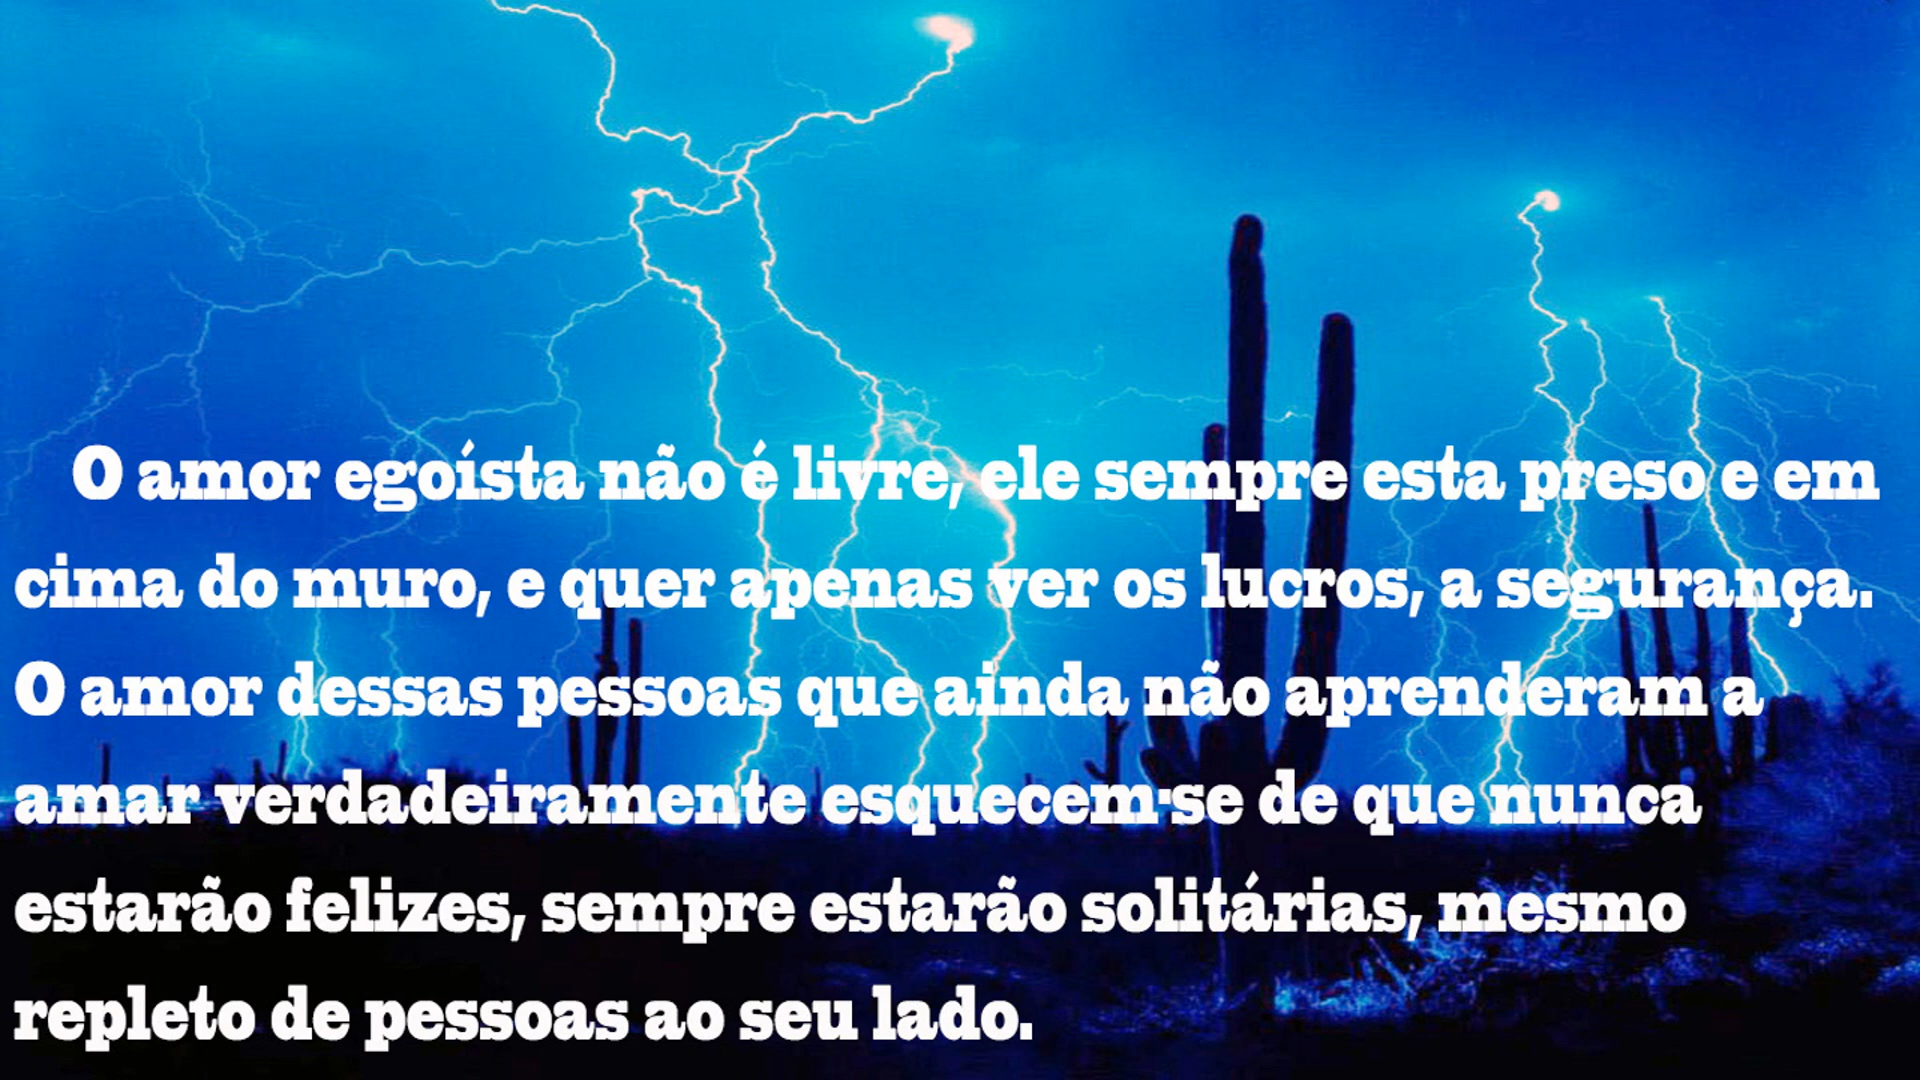 O amor egoísta não é livre, ele sempre esta preso e em
cima do muro, e quer apenas ver os lucros, a segurança.
O amor dessas pessoas que ainda não aprenderam a
amar verdadeiramente esquecem-se de que nunca
estarão felizes, sempre estarão solitárias, mesmo
repleto de pessoas ao seu lado.